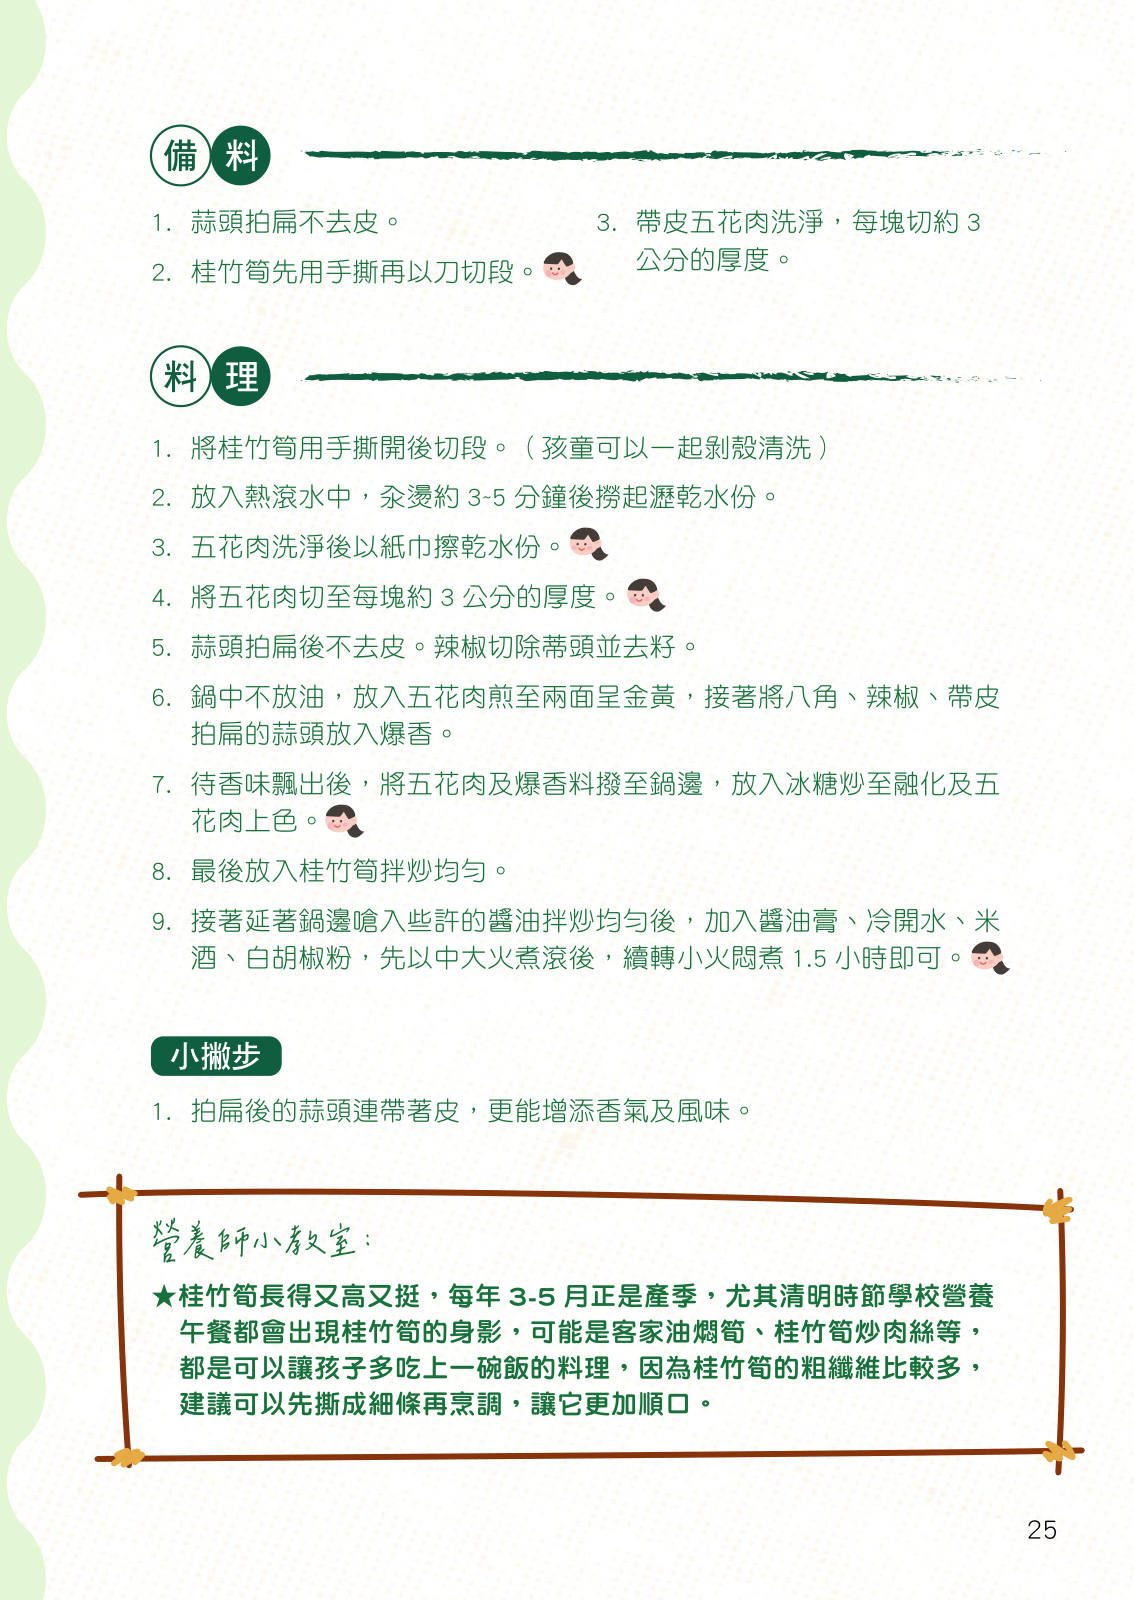 備料
1. 蒜頭拍扁不去皮。
2. 桂竹筍先用手撕再以刀切段。
3. 帶皮五花肉洗淨，每塊切約 3
公分的厚度。
料理
1. 將桂竹筍用手撕開後切段。（孩童可以一起剝殼清洗）
2. 放入熱滾水中，汆燙約 3~5 分鐘後撈起瀝乾水份。
3. 五花肉洗淨後以紙巾擦乾水份。
4. 將五花肉切至每塊約 3 公分的厚度。
5. 蒜頭拍扁後不去皮。辣椒切除蒂頭並去籽。
6. 鍋中不放油，放入五花肉煎至兩面呈金黃，接著將八角、辣椒、帶皮
拍扁的蒜頭放入爆香。
7. 待香味飄出後，將五花肉及爆香料撥至鍋邊，放入冰糖炒至融化及五
花肉上色。
8. 最後放入桂竹筍拌炒均勻。
9. 接著延著鍋邊嗆入些許的醬油拌炒均勻後，加入醬油膏、冷開水、米
酒、白胡椒粉，先以中大火煮滾後，續轉小火悶煮 1.5 小時即可。
小撇步
1. 拍扁後的蒜頭連帶著皮，更能增添香氣及風味。
營養師小教室：
★桂竹筍長得又高又挺，每年 3-5 月正是產季，尤其清明時節學校營養
午餐都會出現桂竹筍的身影，可能是客家油燜筍、桂竹筍炒肉絲等，
都是可以讓孩子多吃上一碗飯的料理，因為桂竹筍的粗纖維比較多，
建議可以先撕成細條再烹調，讓它更加順口。
25